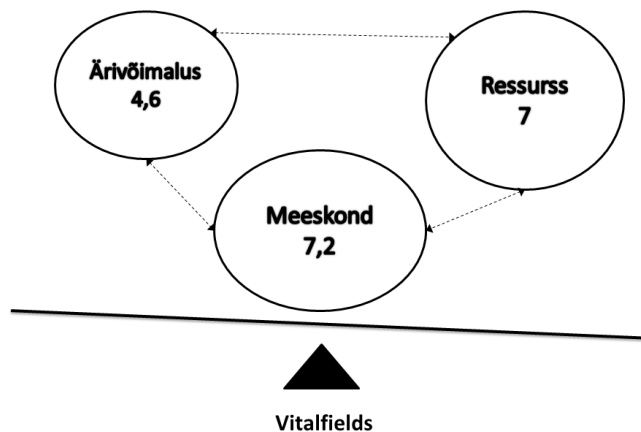 Ärivõimalus
4,6
Ressurss
7
Meeskond
7,2
Vitalfields